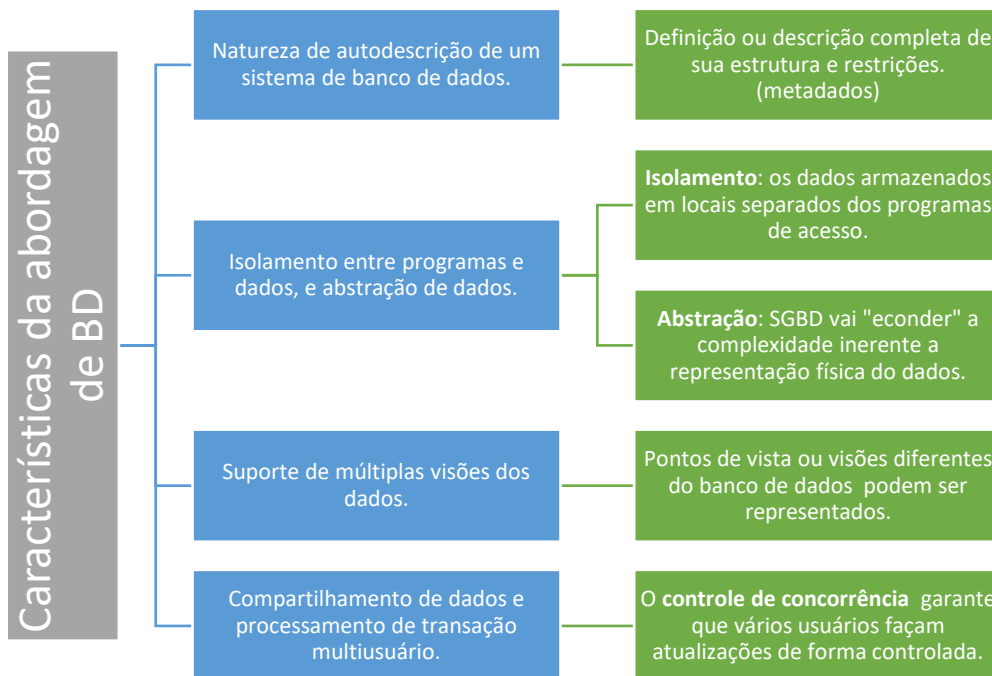 Características da abordagem
de BD
Natureza de autodescrição de um
sistema de banco de dados.
Definição ou descrição completa de
sua estrutura e restrições.
(metadados)
Isolamento entre programas e
dados, e abstração de dados.
Isolamento: os dados armazenados
em locais separados dos programas
de acesso.
Abstração: SGBD vai "econder" a
complexidade inerente a
representação física do dados.
Suporte de múltiplas visões dos
dados.
Pontos de vista ou visões diferentes
do banco de dados podem ser
representados.
Compartilhamento de dados e
processamento de transação
multiusuário.
O controle de concorrência garante
que vários usuários façam
atualizações de forma controlada.